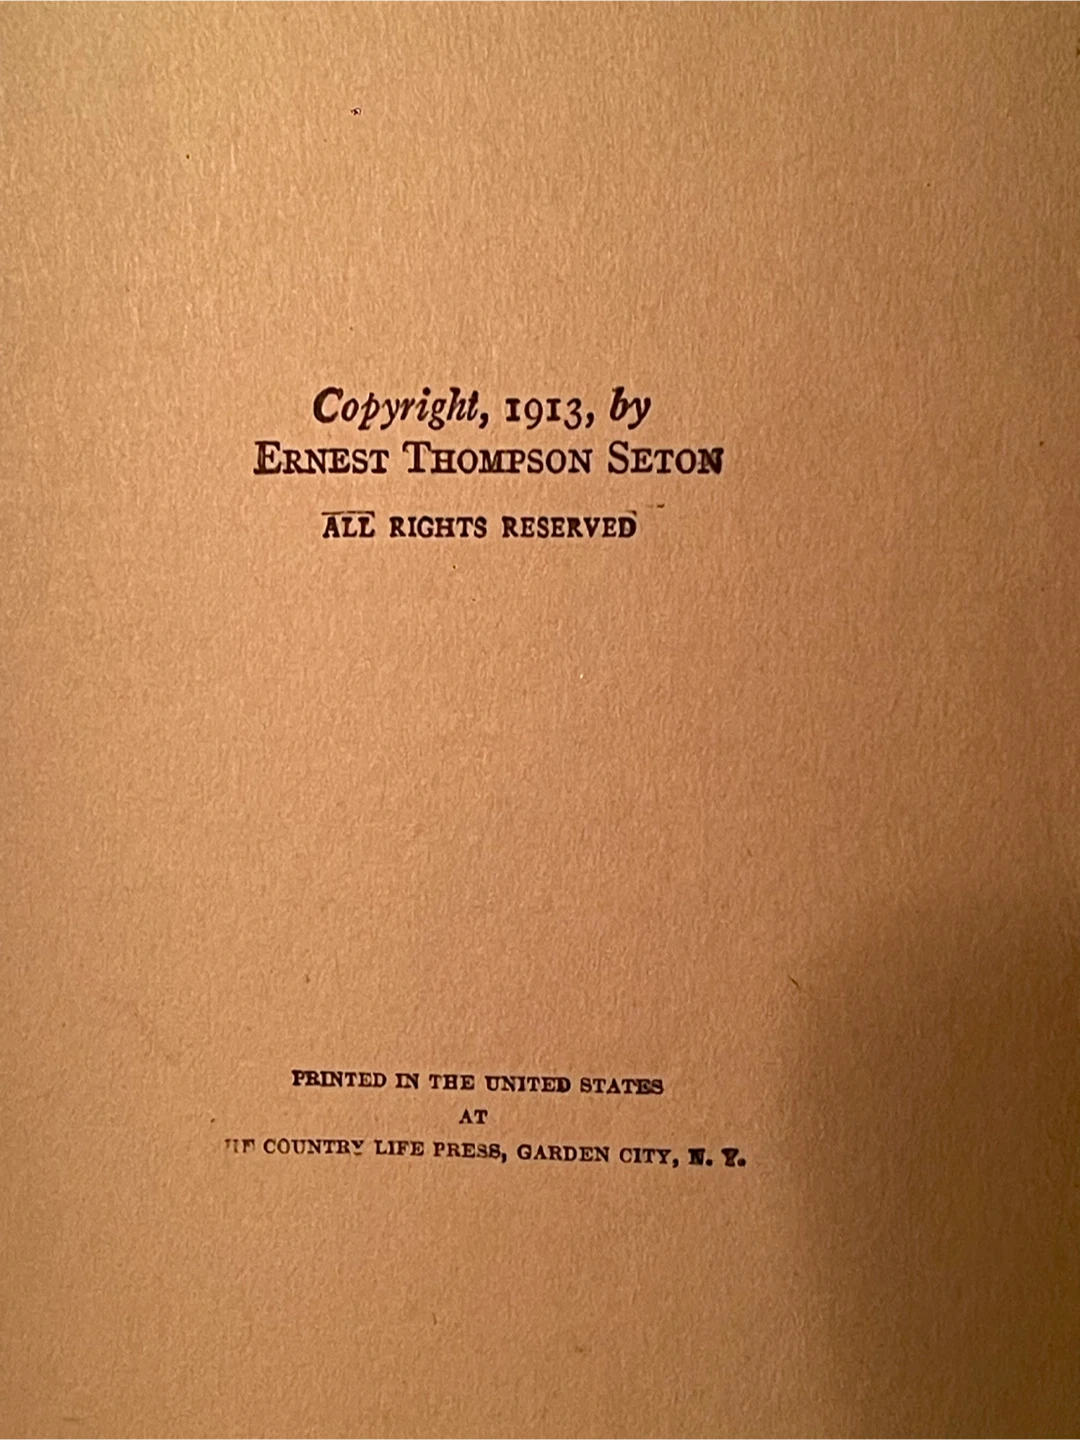 Copyright, 1913, by
ERNEST THOMPSON SETON
ALL RIGHTS RESERVED
PRINTED IN THE UNITED STATES
AT
COUNTRY LIFE PRESS, GARDEN CITY, N. Y.